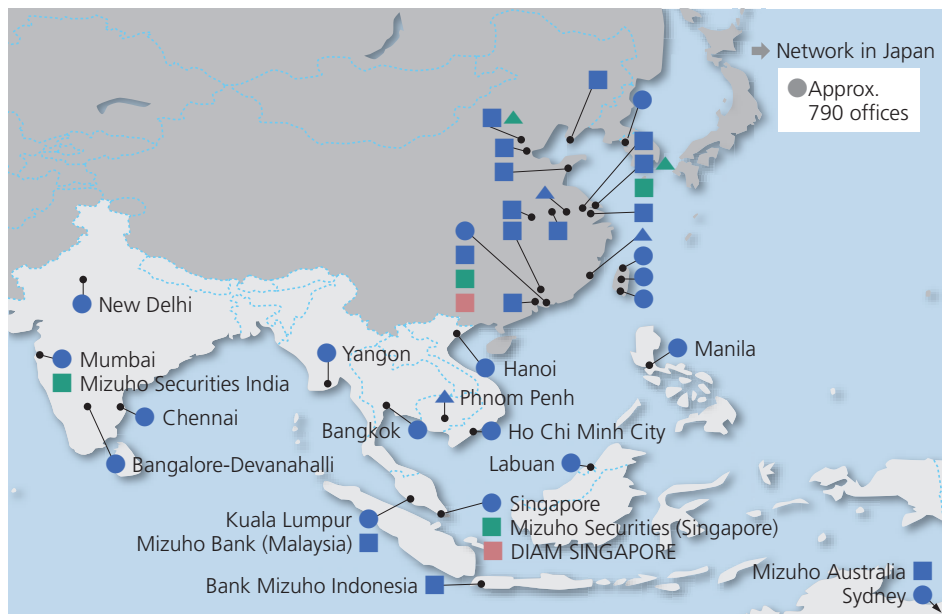 Network in Japan
Approx.
790 offices
New Delhi
Mumbai
Mizuho Securities India
Chennai
Bangalore-Devanahalli
Yangon
Hanoi
Manila
Phnom Penh
Bangkok
Ho Chi Minh City
Labuan
Kuala Lumpur
Mizuho Bank (Malaysia)
Singapore
Mizuho Securities (Singapore)
DIAM SINGAPORE
Bank Mizuho Indonesia
Mizuho Australia
Sydney